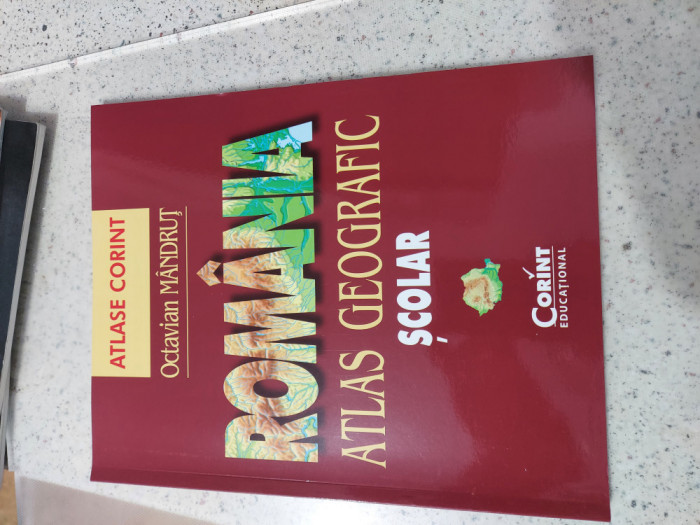 ATLASE CORINT
Octavian MÂNDRUȚ
ROMÂNIA
ATLAS GEOGRAFIC
ȘCOLAR
CORINT
EDUCAȚIONAL